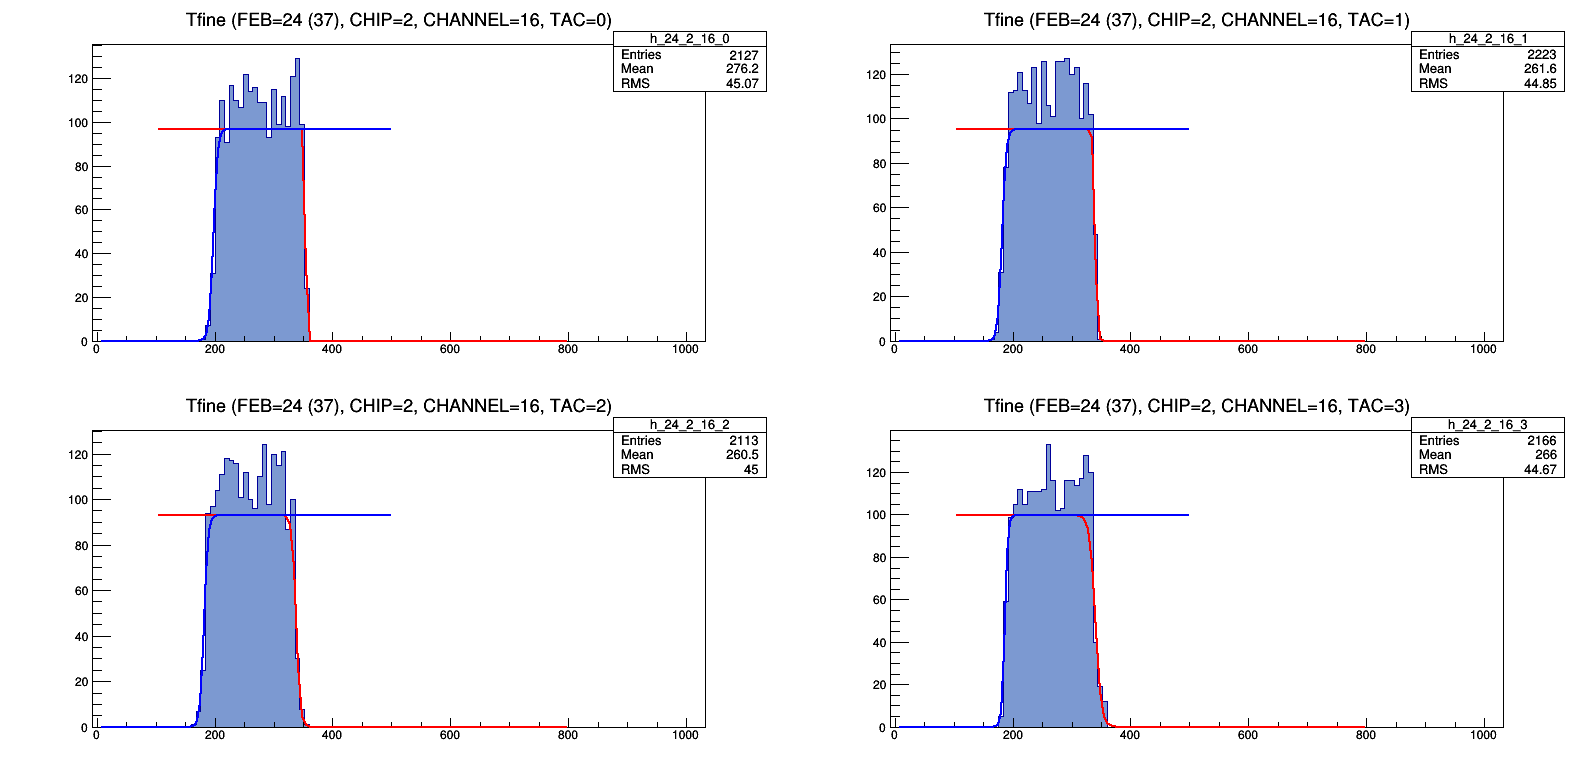 Tfine (FEB=24 (37), CHIP=2, CHANNEL=16, TAC=0)
h_24_2_16_0
Entries 2127
Mean 276.2
RMS 45.07
120
100
80
60
40
20
0
0 200 400 600 800 1000
Tfine (FEB=24 (37), CHIP=2, CHANNEL=16, TAC=1)
h_24_2_16_1
Entries 2223
Mean 261.6
RMS 44.85
120
100
80
60
40
20
0
0 200 400 600 800 1000
Tfine (FEB=24 (37), CHIP=2, CHANNEL=16, TAC=2)
h_24_2_16_2
Entries 2113
Mean 260.5
RMS 45
120
100
80
60
40
20
0
0 200 400 600 800 1000
Tfine (FEB=24 (37), CHIP=2, CHANNEL=16, TAC=3)
h_24_2_16_3
Entries 2166
Mean 266
RMS 44.67
120
100
80
60
40
20
0
0 200 400 600 800 1000